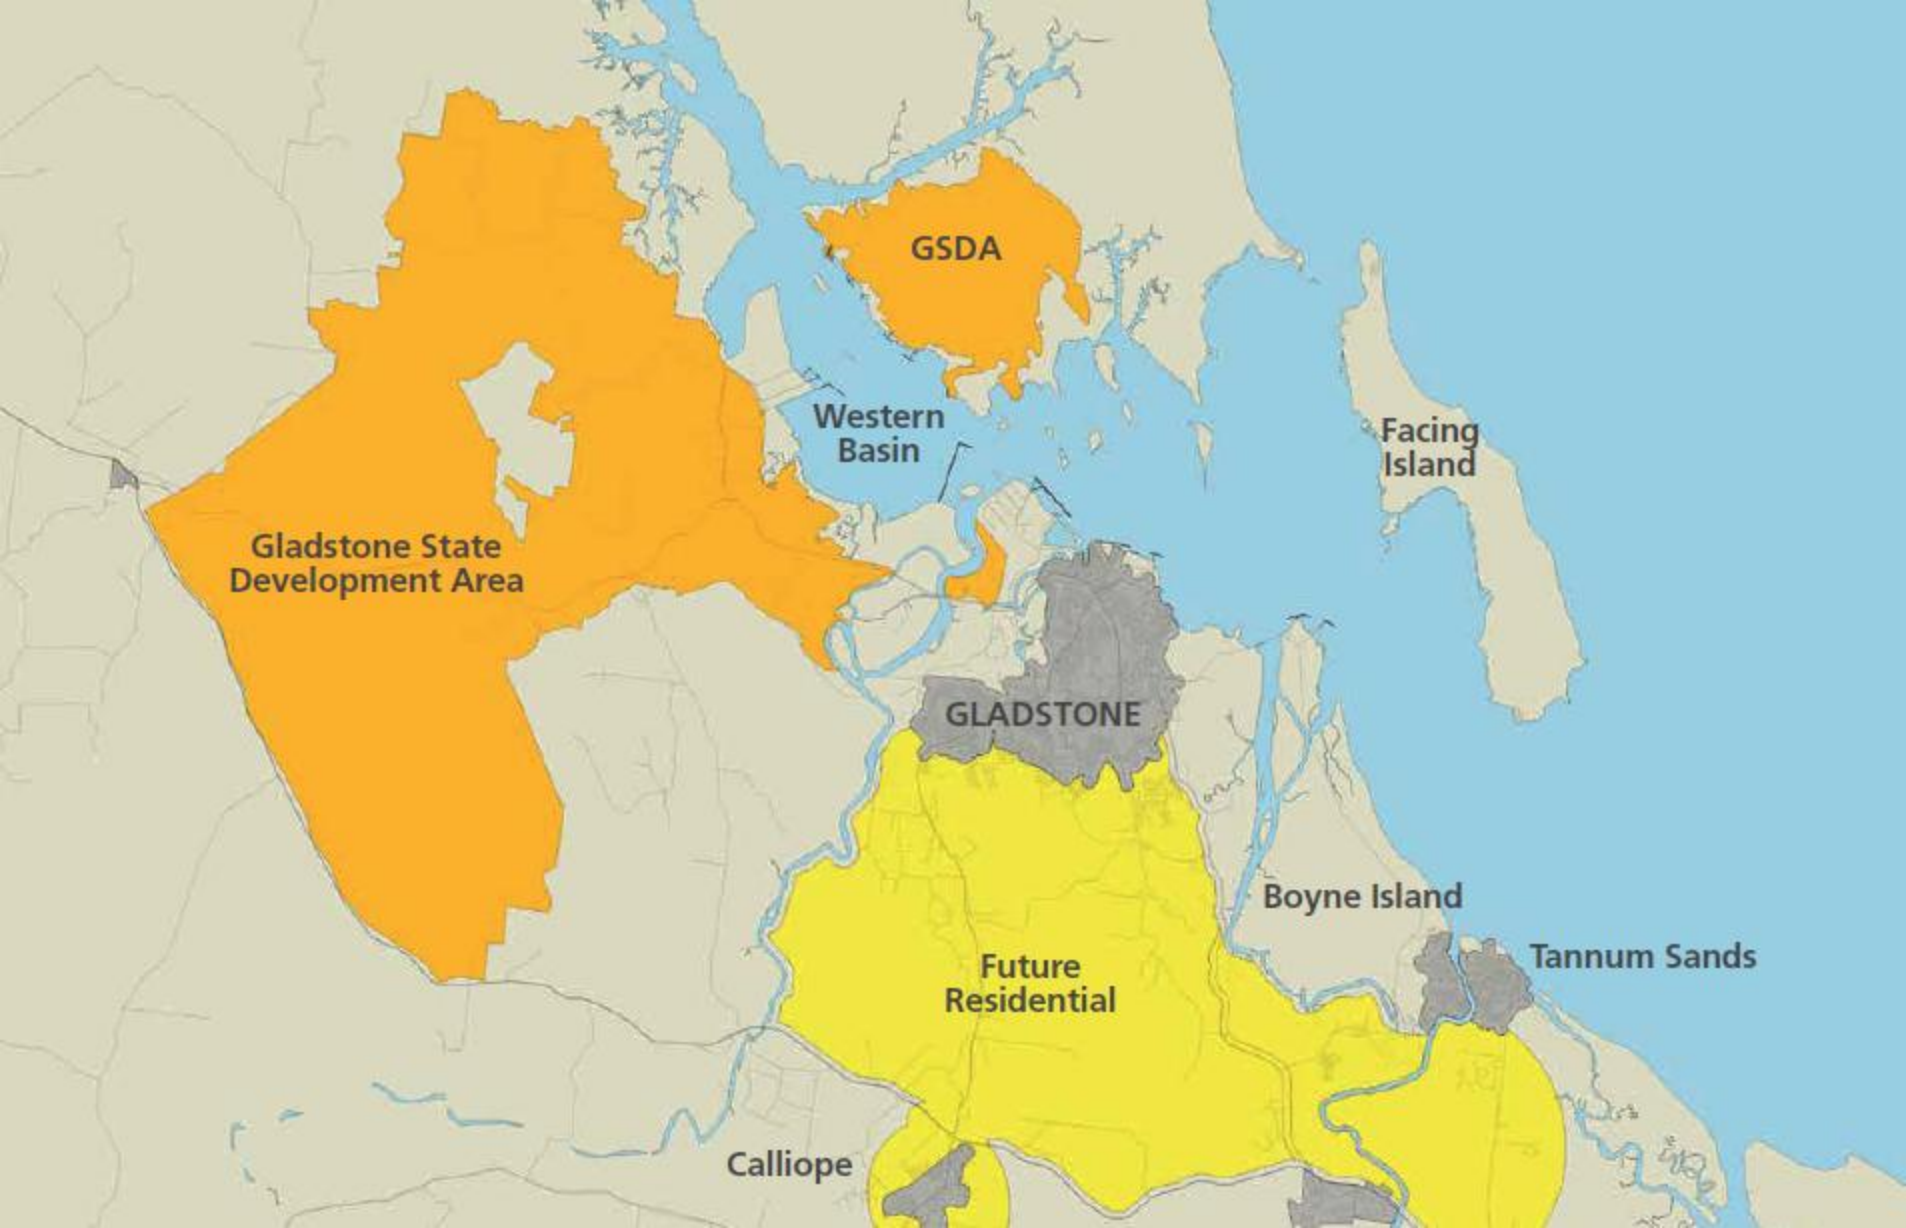 GSDA
Western
Basin
Facing
Island
Gladstone State
Development Area
GLADSTONE
Boyne Island
Tannum Sands
Future
Residential
Calliope